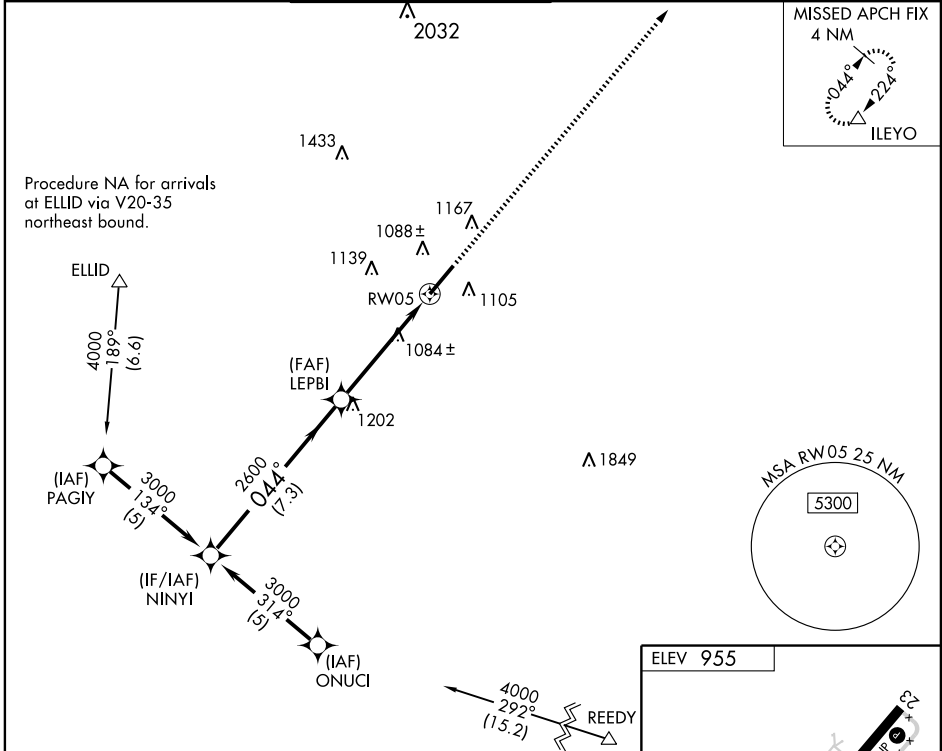 2032
MISSED APCH FIX
4 NM
044°
224°
ILEYO
1433
Procedure NA for arrivals
at ELLID via V20-35
northeast bound.
1167
1088±
1139
ELLID
RW05
1105
4000
189°
(6.6)
1084±
(FAF)
LEPBI
1202
1849
2600
044°
(7.3)
(IAF)
PAGIY
3000
134°
(5)
MSA RW05 25 NM
5300
(IF/IAF)
NINYI
3000
314°
(5)
(IAF)
ONUCI
ELEV 955
4000
292°
(15.2)
REEDY
23
P